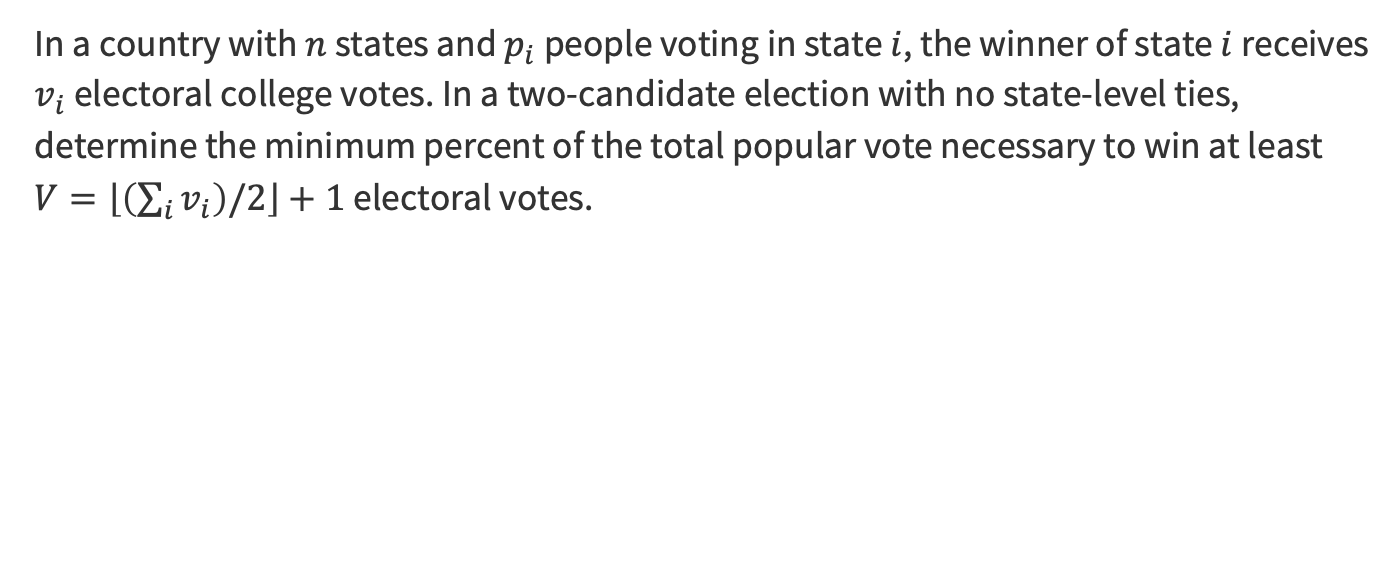 In a country with n states and pᵢ people voting in state i, the winner of state i receives
vᵢ electoral college votes. In a two-candidate election with no state-level ties,
determine the minimum percent of the total popular vote necessary to win at least
V = ⌊(∑ᵢ vᵢ)/2⌋ + 1 electoral votes.